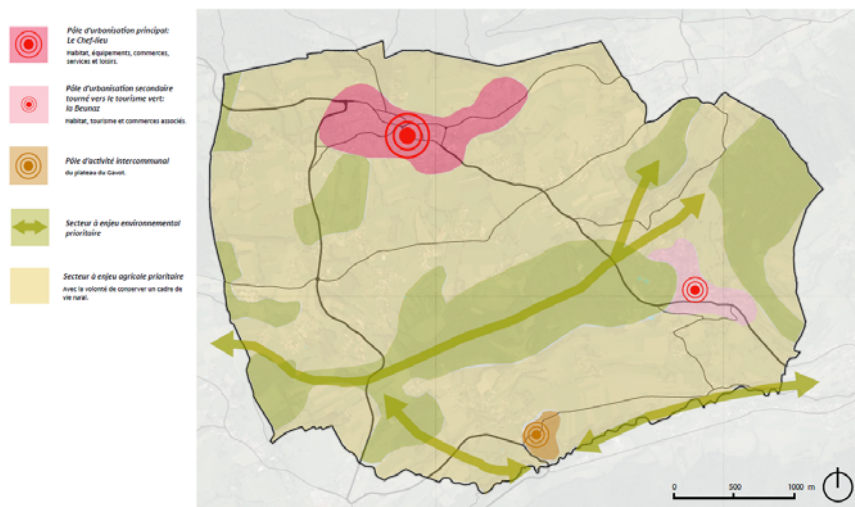 Pôle d'urbanisation principal:
Le Chef-lieu
Habitat, équipements, commerces,
services et loisirs.
Pôle d'urbanisation secondaire
tourné vers le tourisme vert:
la Beunaz
Habitat, tourisme et commerces associés.
Pôle d'activité intercommunal
du plateau du Gavot.
Secteur à enjeu environnemental
prioritaire
Secteur à enjeu agricole prioritaire
Avec la volonté de conserver un cadre de
vie rural.
0 500 1000 m